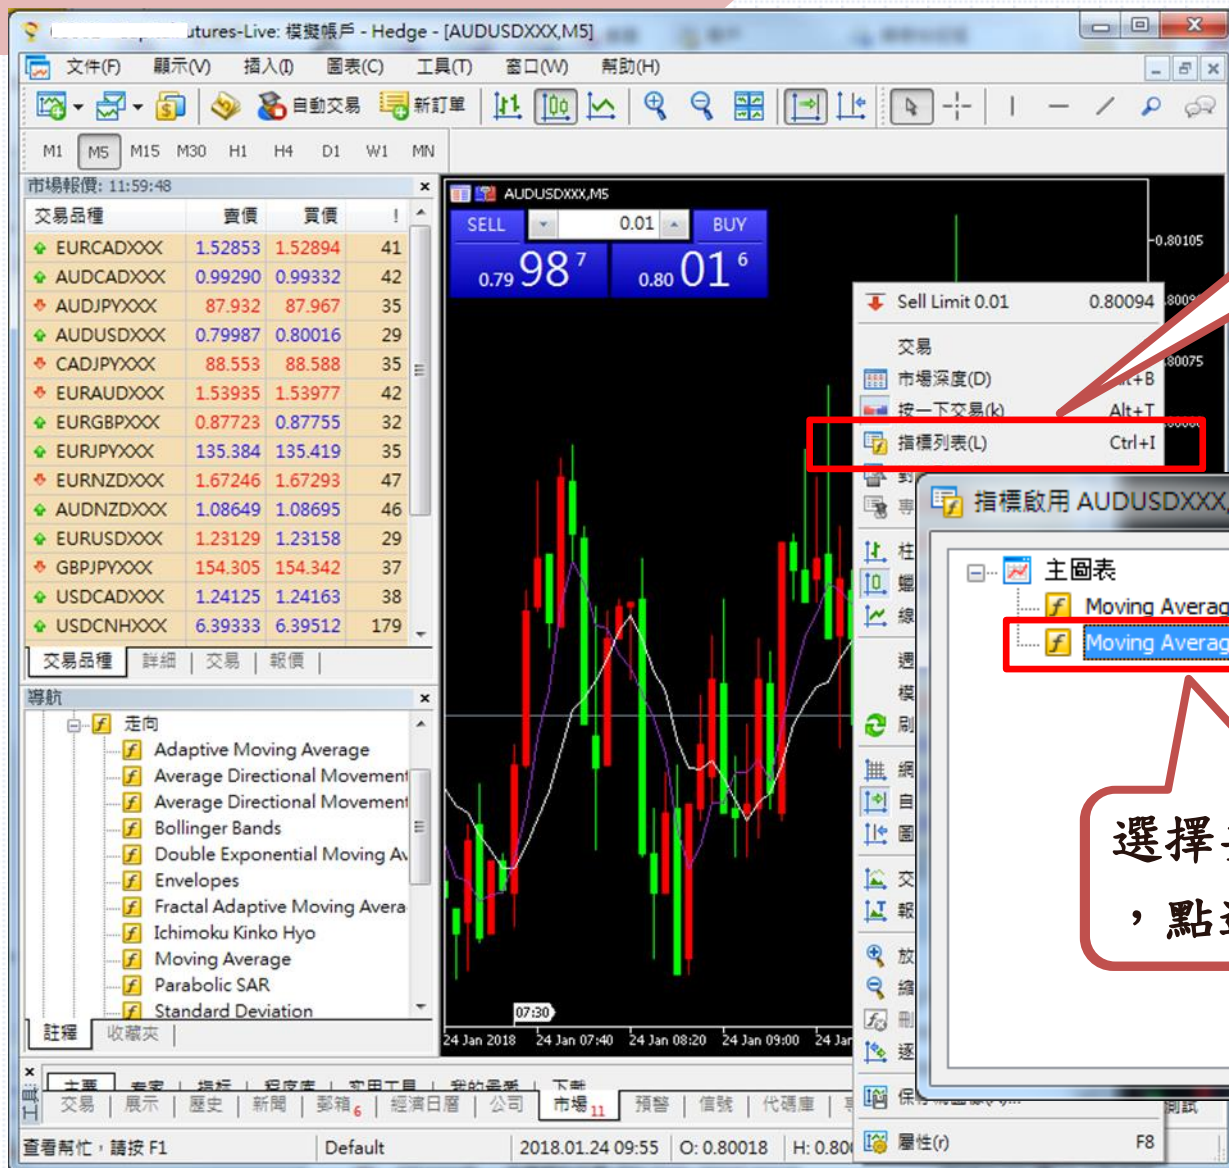 utures-Live: 模擬帳戶 - Hedge - [AUDUSDXXX,M5]
文件(F) 顯示(V) 插入(I) 圖表(C) 工具(T) 窗口(W) 幫助(H)
自動交易 新訂單
M1 M5 M15 M30 H1 H4 D1 W1 MN
市場報價: 11:59:48
交易品種 賣價 買價 !
EURCADXXX 1.52853 1.52894 41
AUDCADXXX 0.99290 0.99332 42
AUDJPYXXX 87.932 87.967 35
AUDUSDXXX 0.79987 0.80016 29
CADJPYXXX 88.553 88.588 35
EURAUDXXX 1.53935 1.53977 42
EURGBPXXX 0.87723 0.87755 32
EURJPYXXX 135.384 135.419 35
EURNZDXXX 1.67246 1.67293 47
AUDNZDXXX 1.08649 1.08695 46
EURUSDXXX 1.23129 1.23158 29
GBPJPYXXX 154.305 154.342 37
USDCADXXX 1.24125 1.24163 38
USDCNHXXX 6.39333 6.39512 179
交易品種 詳細 交易 報價
導航
走向
Adaptive Moving Average
Average Directional Movement
Average Directional Movement
Bollinger Bands
Double Exponential Moving Av
Envelopes
Fractal Adaptive Moving Avera
Ichimoku Kinko Hyo
Moving Average
Parabolic SAR
Standard Deviation
註釋 收藏夾
AUDUSDXXX,M5
SELL 0.01 BUY
0.79 98 7 0.80 01 6
0.80105
0.80075
07:30
24 Jan 2018 24 Jan 07:40 24 Jan 08:20 24 Jan 09:00 24 Jar
Sell Limit 0.01 0.80094
交易
市場深度(D) Alt+B
按一下交易(k) Alt+T
指標列表(L) Ctrl+I
指標啟用 AUDUSDXXX,
主圖表
Moving Averag
Moving Averag
選擇
，點
屬性(r) F8
交易 展示 歷史 新聞 郵箱 6 經濟日曆 公司 市場 11 預警 信號 代碼庫
測試
查看幫忙，請按 F1 Default 2018.01.24 09:55 O: 0.80018 H: 0.80